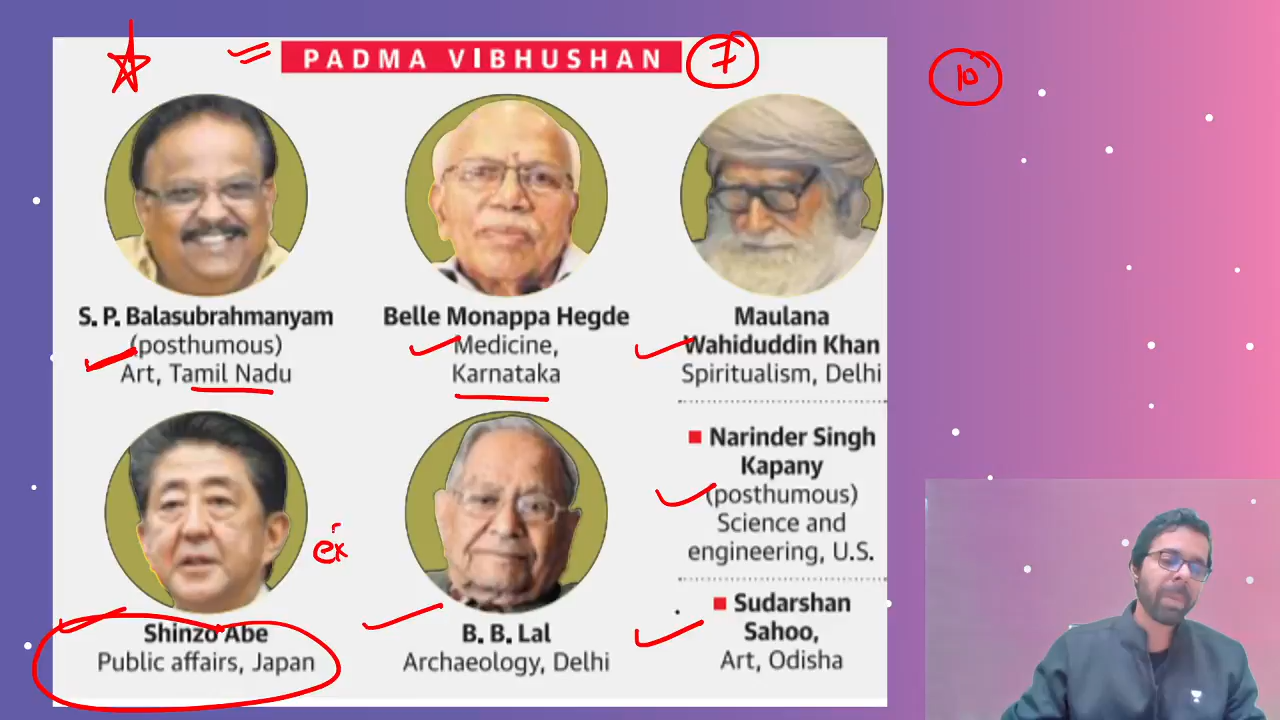 PADMA VIBHUSHAN
7
10
S. P. Balasubrahmanyam
(posthumous)
Art, Tamil Nadu
Belle Monappa Hegde
Medicine,
Karnataka
Maulana
Wahiduddin Khan
Spiritualism, Delhi
Narinder Singh
Kapany
(posthumous)
Science and
engineering, U.S.
ex
Shinzo Abe
Public affairs, Japan
B. B. Lal
Archaeology, Delhi
Sudarshan
Sahoo,
Art, Odisha